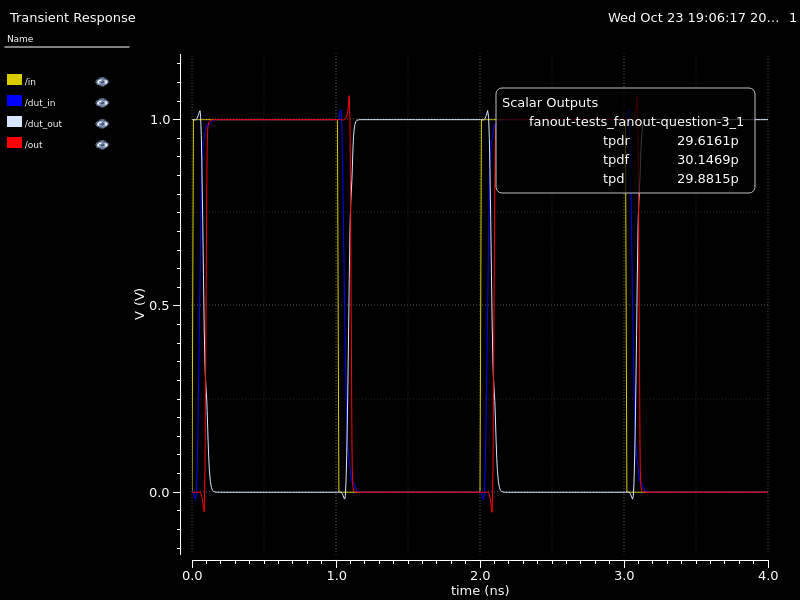 Transient Response
Wed Oct 23 19:06:17 20... 1
Name
/in
/dut_in
/dut_out
/out
Scalar Outputs
fanout-tests_fanout-question-3_1
tpdr 29.6161p
tpdf 30.1469p
tpd 29.8815p
V (V)
1.0
0.5
0.0
0.0 1.0 2.0 3.0 4.0
time (ns)